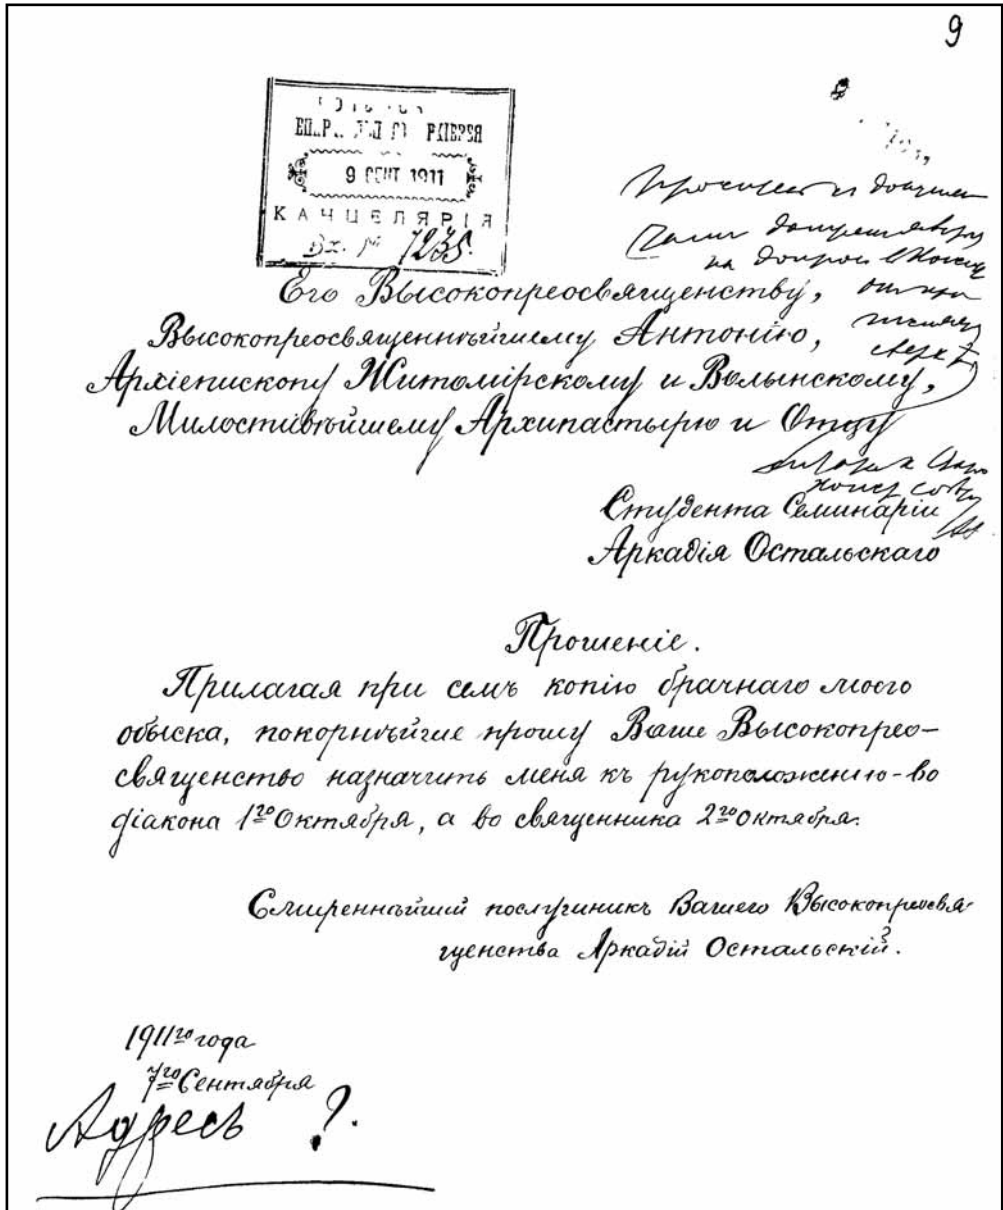 9
9 СЕНТ 1911
КАНЦЕЛЯРІЯ
Вх. № 7235.
Его Высокопреосвященству,
Высокопреосвященнѣйшему Антонію,
Архіепископу Житомірскому и Волынскому,
Милостивѣйшему Архипастырю и Отцу
Студента Семинаріи
Аркадія Остальскаго
Прошеніе.
Прилагая при семъ копію брачнаго моего
обыска, покорнѣйше прошу Ваше Высокопрео-
священство назначить меня къ рукоположенію-во
діакона 1го Октября, а во священника 2го Октября.
Смиреннѣйшій послушникъ Вашего Высокопреосвя-
щенства Аркадій Остальскій.
1911го года
7го Сентября
Адресъ ?.